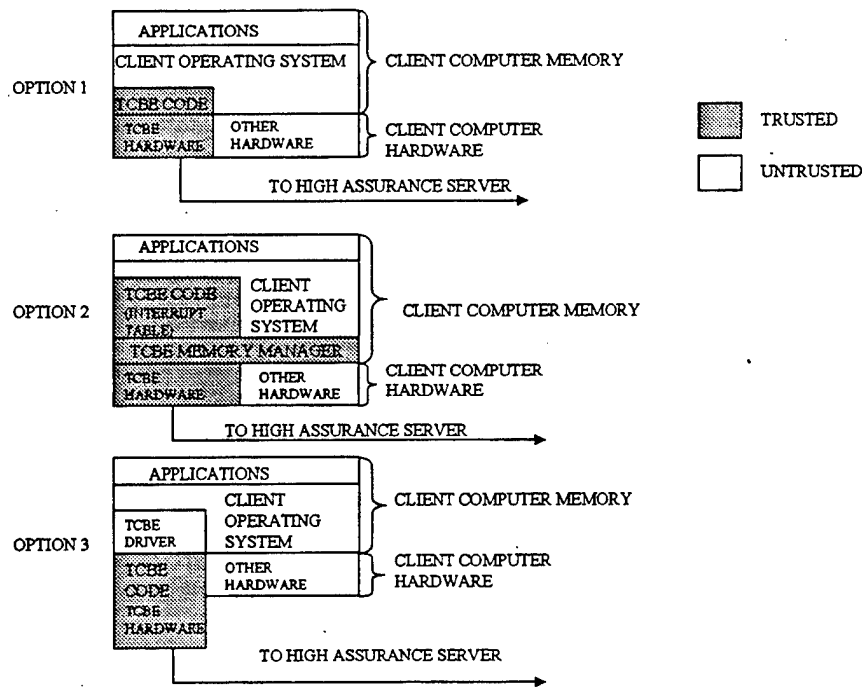 APPLICATIONS
CLIENT OPERATING SYSTEM
CLIENT COMPUTER MEMORY
OPTION 1
TCBE CODE
TCBE
HARDWARE
OTHER
HARDWARE
CLIENT COMPUTER
HARDWARE
TO HIGH ASSURANCE SERVER
TRUSTED
UNTRUSTED
APPLICATIONS
OPTION 2
TCBE CODE
(INTERRUPT
TABLE)
CLIENT
OPERATING
SYSTEM
CLIENT COMPUTER MEMORY
TCBE MEMORY MANAGER
TCBE
HARDWARE
OTHER
HARDWARE
CLIENT COMPUTER
HARDWARE
TO HIGH ASSURANCE SERVER
APPLICATIONS
CLIENT
OPERATING
SYSTEM
CLIENT COMPUTER MEMORY
OPTION 3
TCBE
DRIVER
TCBE
CODE
TCBE
HARDWARE
OTHER
HARDWARE
CLIENT COMPUTER
HARDWARE
TO HIGH ASSURANCE SERVER